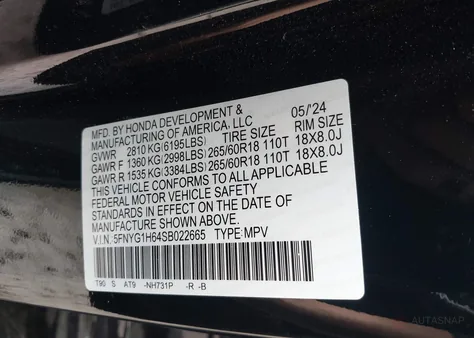 MFD. BY HONDA DEVELOPMENT & 05/'24
MANUFACTURING OF AMERICA, LLC
GVWR 2810 KG(6195LBS) TIRE SIZE RIM SIZE
GAWR F 1360 KG(2998LBS) 265/60R18 110T 18X8.0J
GAWR R 1535 KG(3384LBS) 265/60R18 110T 18X8.0J
THIS VEHICLE CONFORMS TO ALL APPLICABLE
FEDERAL MOTOR VEHICLE SAFETY
STANDARDS IN EFFECT ON THE DATE OF
MANUFACTURE SHOWN ABOVE.
V.I.N. 5FNYG1H64SB022665 TYPE: MPV
T90 S AT9 -NH731P -R -B
AUTASNAP